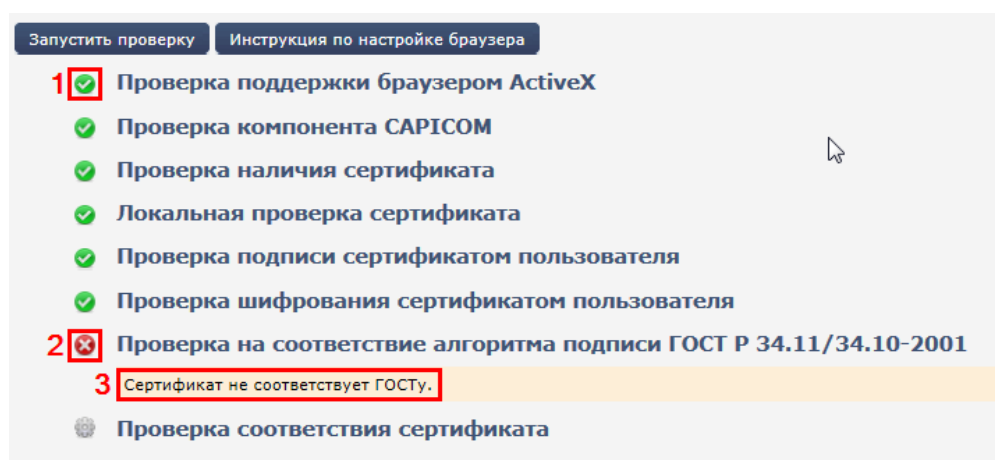 Запустить проверку Инструкция по настройке браузера
1 Проверка поддержки браузером ActiveX
Проверка компонента CAPICOM
Проверка наличия сертификата
Локальная проверка сертификата
Проверка подписи сертификатом пользователя
Проверка шифрования сертификатом пользователя
2 Проверка на соответствие алгоритма подписи ГОСТ Р 34.11/34.10-2001
3 Сертификат не соответствует ГОСТу.
Проверка соответствия сертификата